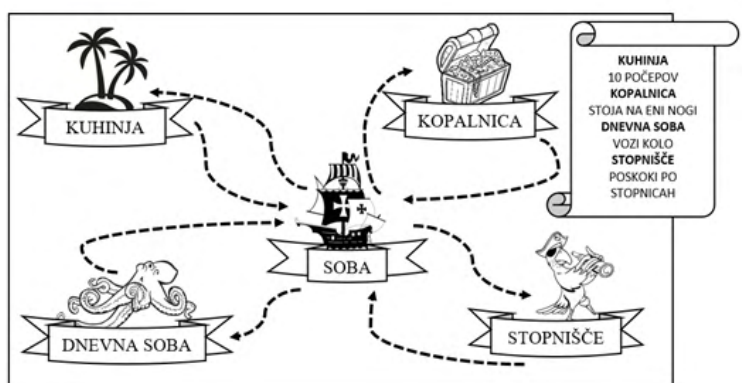 KUHINJA
KOPALNICA
SOBA
DNEVNA SOBA
STOPNIŠČE
KUHINJA
10 POČEPOV
KOPALNICA
STOJA NA ENI NOGI
DNEVNA SOBA
VOZI KOLO
STOPNIŠČE
POSKOKI PO
STOPNICAH